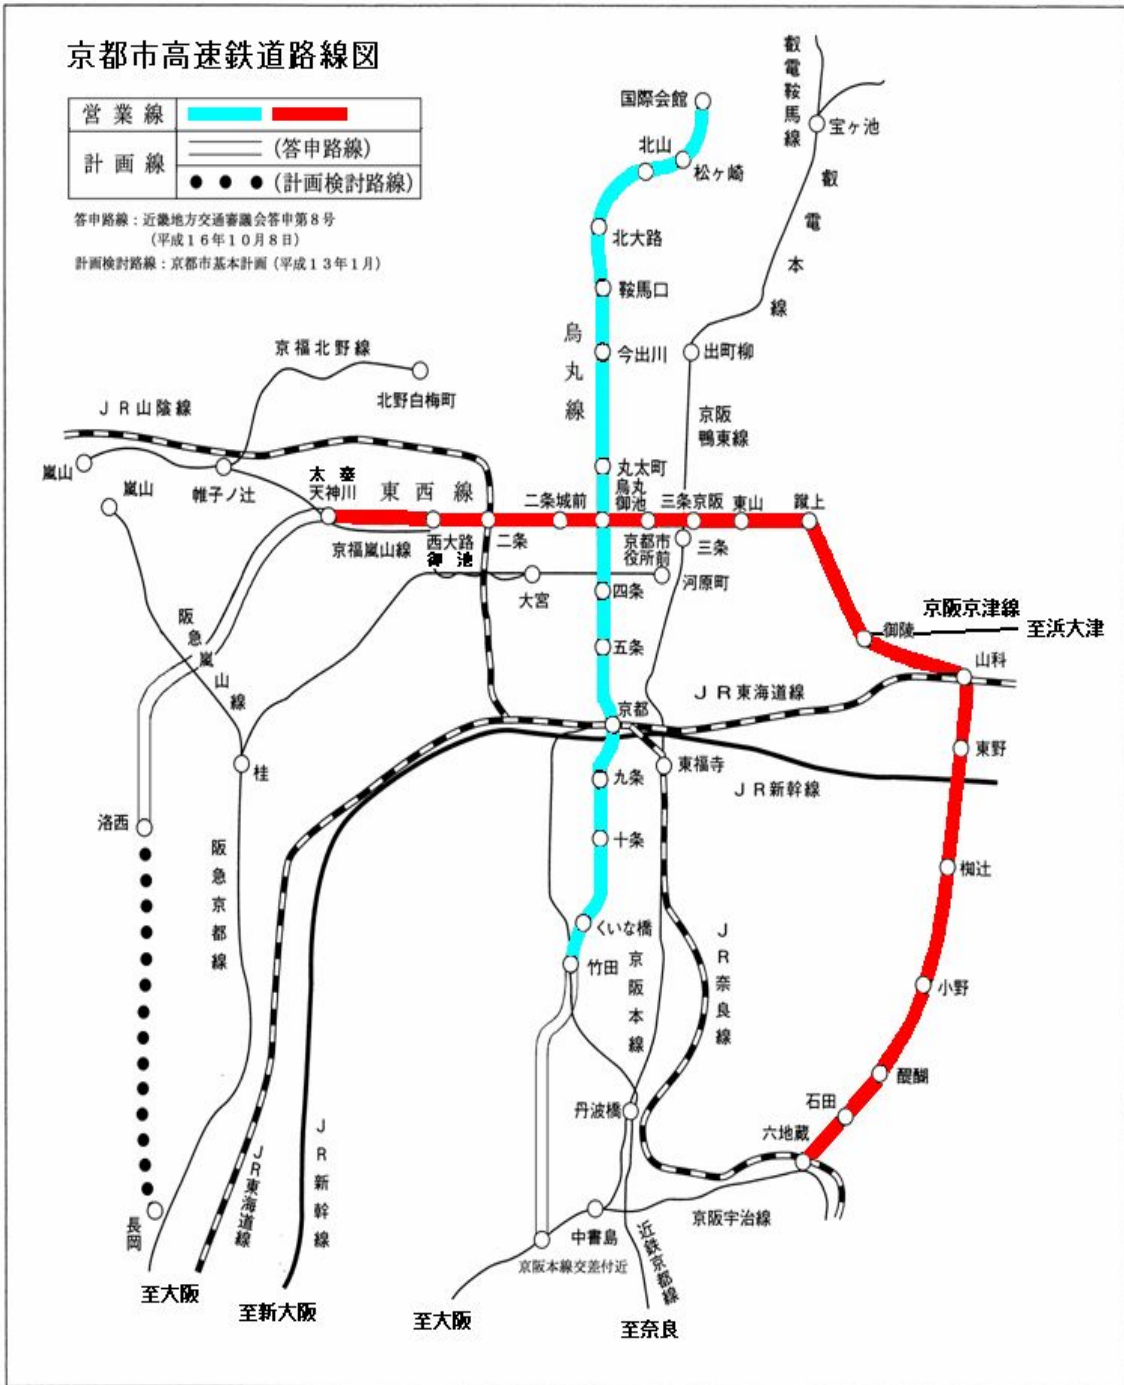 京都市高速鉄道路線図
営業線
計画線
(答申路線)
(計画検討路線)
答申路線：近畿地方交通審議会答申第８号
(平成１６年１０月８日)
計画検討路線：京都市基本計画 (平成１３年１月)
叡電鞍馬線
宝ヶ池
叡電本線
国際会館
北山
松ヶ崎
北大路
鞍馬口
烏丸線
今出川
出町柳
京福北野線
北野白梅町
ＪＲ山陰線
京阪
鴨東線
嵐山
嵐山
帷子ノ辻
太秦
天神川
東西線
丸太町
烏丸
御池
二条城前
三条京阪
東山
蹴上
京福嵐山線
西大路
御池
二条
京都市
役所前
三条
大宮
四条
河原町
五条
御陵
京阪京津線
至浜大津
山科
阪急嵐山線
ＪＲ東海道線
京都
東野
桂
九条
東福寺
ＪＲ新幹線
洛西
十条
椥辻
阪急京都線
くいな橋
竹田
京阪本線
ＪＲ奈良線
小野
醍醐
石田
丹波橋
六地蔵
ＪＲ東海道線
ＪＲ新幹線
長岡
中書島
京阪宇治線
京阪本線交差付近
近鉄京都線
至大阪
至新大阪
至大阪
至奈良